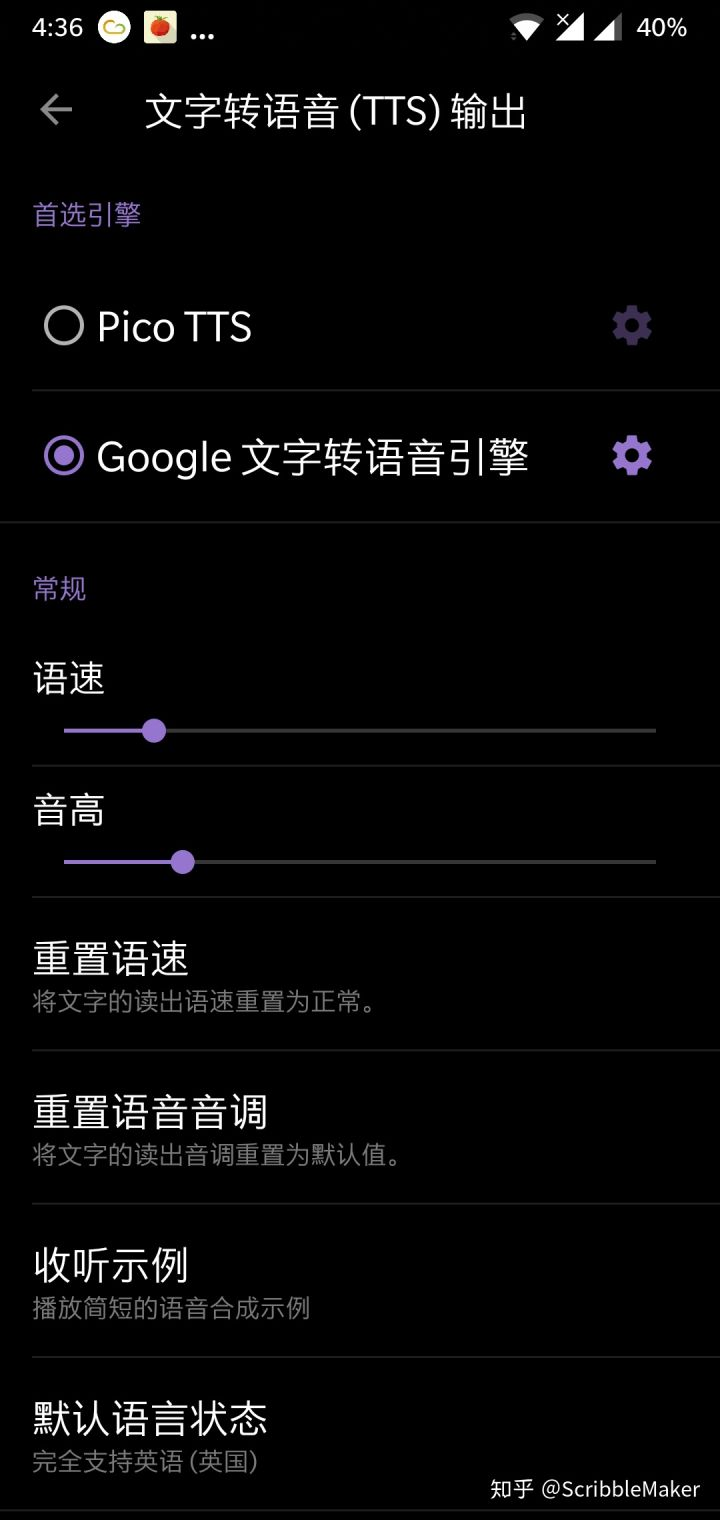 4:36 ... 40%
文字转语音 (TTS) 输出
首选引擎
Pico TTS
Google 文字转语音引擎
常规
语速
音高
重置语速
将文字的读出语速重置为正常。
重置语音音调
将文字的读出音调重置为默认值。
收听示例
播放简短的语音合成示例
默认语言状态
完全支持英语 (英国)
知乎 @ScribbleMaker